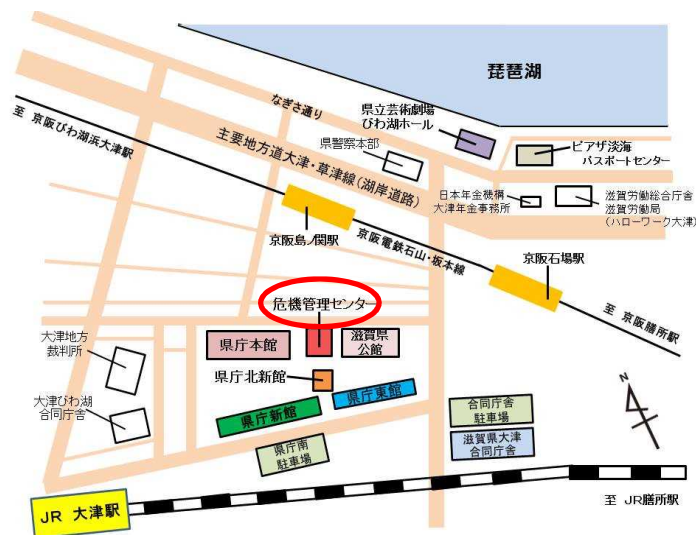 琵琶湖
なぎさ通り
県立芸術劇場
びわ湖ホール
至 京阪びわ湖浜大津駅
主要地方道大津・草津線(湖岸道路)
県警察本部
ピアザ淡海
パスポートセンター
日本年金機構
大津年金事務所
滋賀労働総合庁舎
滋賀労働局
(ハローワーク大津)
京阪島ノ関駅
京阪電鉄石山・坂本線
京阪石場駅
至 京阪膳所駅
危機管理センター
大津地方
裁判所
県庁本館
滋賀県
公館
県庁北新館
大津びわ湖
合同庁舎
県庁新館
県庁東館
合同庁舎
駐車場
N
県庁南
駐車場
滋賀県大津
合同庁舎
JR 大津駅
至 JR膳所駅